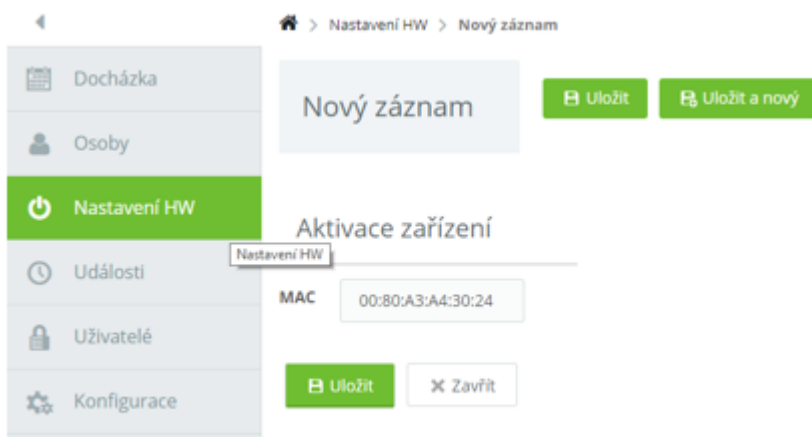 Nastavení HW > Nový záznam
Docházka
Osoby
Nastavení HW
Události
Uživatelé
Konfigurace
Nastavení HW
Nový záznam
Uložit
Uložit a nový
Aktivace zařízení
MAC 00:80:A3:A4:30:24
Uložit
Zavřít